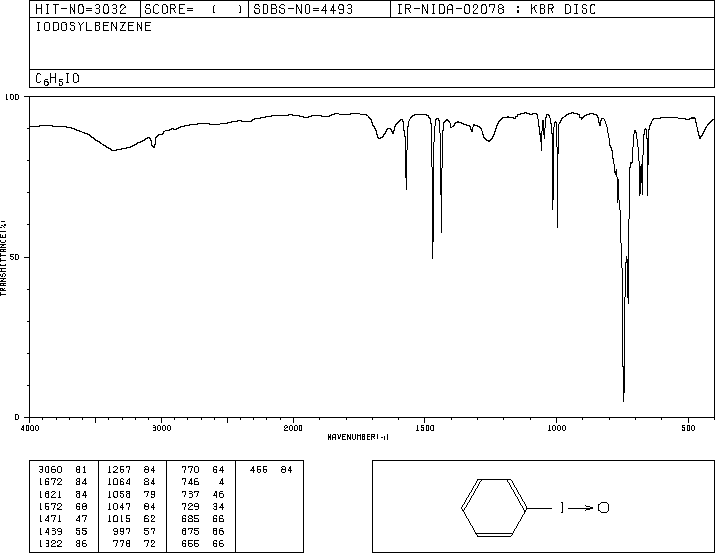 HIT-NO=3032 SCORE= ( ) SDBS-NO=4493 IR-NIDA-02078 : KBR DISC
IODOSYLBENZENE
C6H5IO
100
50
0
TRANSMITTANCE(%)
4000 3000 2000 1500 1000 500
WAVENUMBER(-1)
3060 81 1267 84 770 64 466 84
1672 84 1064 84 746 4
1621 84 1058 79 737 46
1572 68 1047 84 729 34
1471 47 1015 62 685 66
1439 55 997 57 675 66
1322 86 778 72 655 66
I O